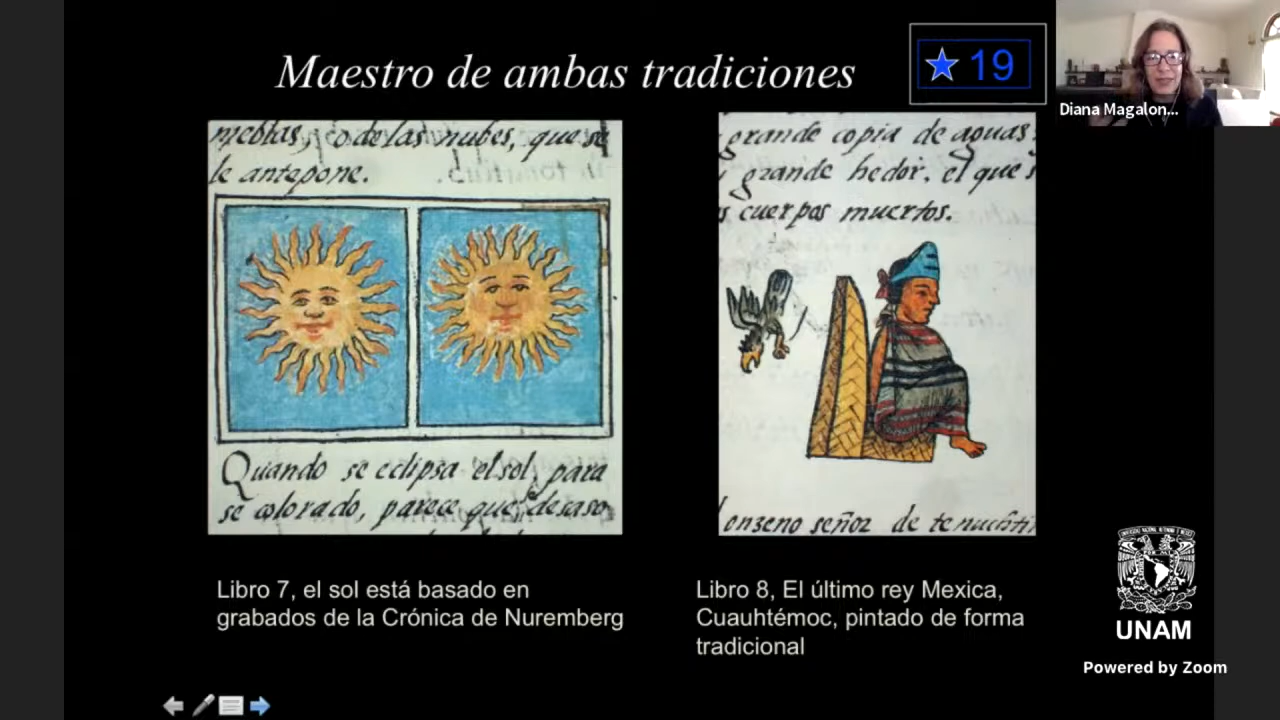 Maestro de ambas tradiciones
19
Diana Magalon...
nieblas, o de las nubes, que se
le antepone.
Quando se eclipsa el sol, para
se colorado, parece que, desaso
grande copia de aguas
grande hedor, el que
cuerpos muertos.
onzeno señor de tenuchti
Libro 7, el sol está basado en
grabados de la Crónica de Nuremberg
Libro 8, El último rey Mexica,
Cuauhtémoc, pintado de forma
tradicional
UNAM
Powered by Zoom